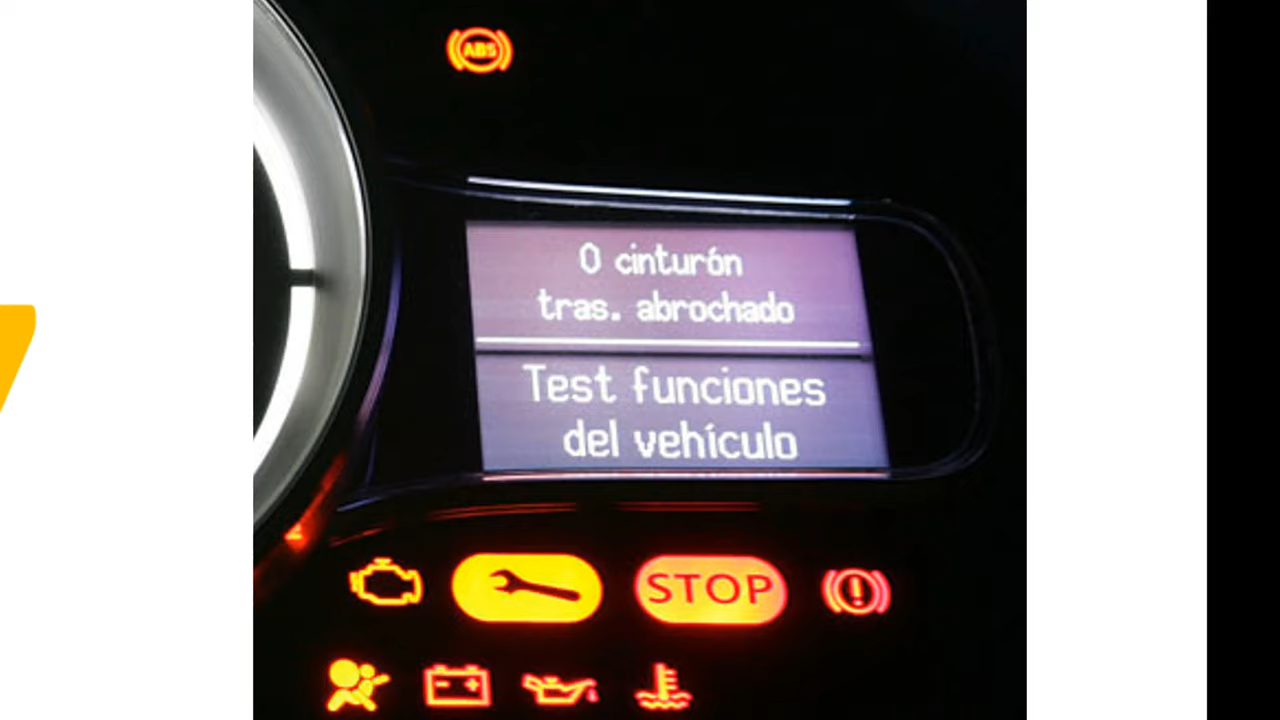 ABS
0 cinturón
tras. abrochado
Test funciones
del vehículo
STOP